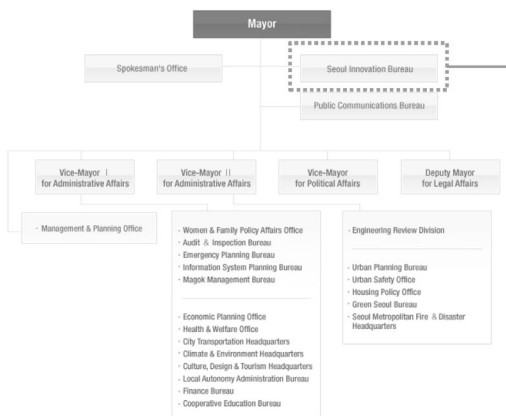 Mayor
Spokesman's Office
Seoul Innovation Bureau
Public Communications Bureau
Vice-Mayor I
for Administrative Affairs
Vice-Mayor II
for Administrative Affairs
Vice-Mayor
for Political Affairs
Deputy Mayor
for Legal Affairs
· Management & Planning Office
· Women & Family Policy Affairs Office
· Audit & Inspection Bureau
· Emergency Planning Bureau
· Information System Planning Bureau
· Magok Management Bureau
· Economic Planning Office
· Health & Welfare Office
· City Transportation Headquarters
· Climate & Environment Headquarters
· Culture, Design & Tourism Headquarters
· Local Autonomy Administration Bureau
· Finance Bureau
· Cooperative Education Bureau
· Engineering Review Division
· Urban Planning Bureau
· Urban Safety Office
· Housing Policy Office
· Green Seoul Bureau
· Seoul Metropolitan Fire & Disaster
Headquarters